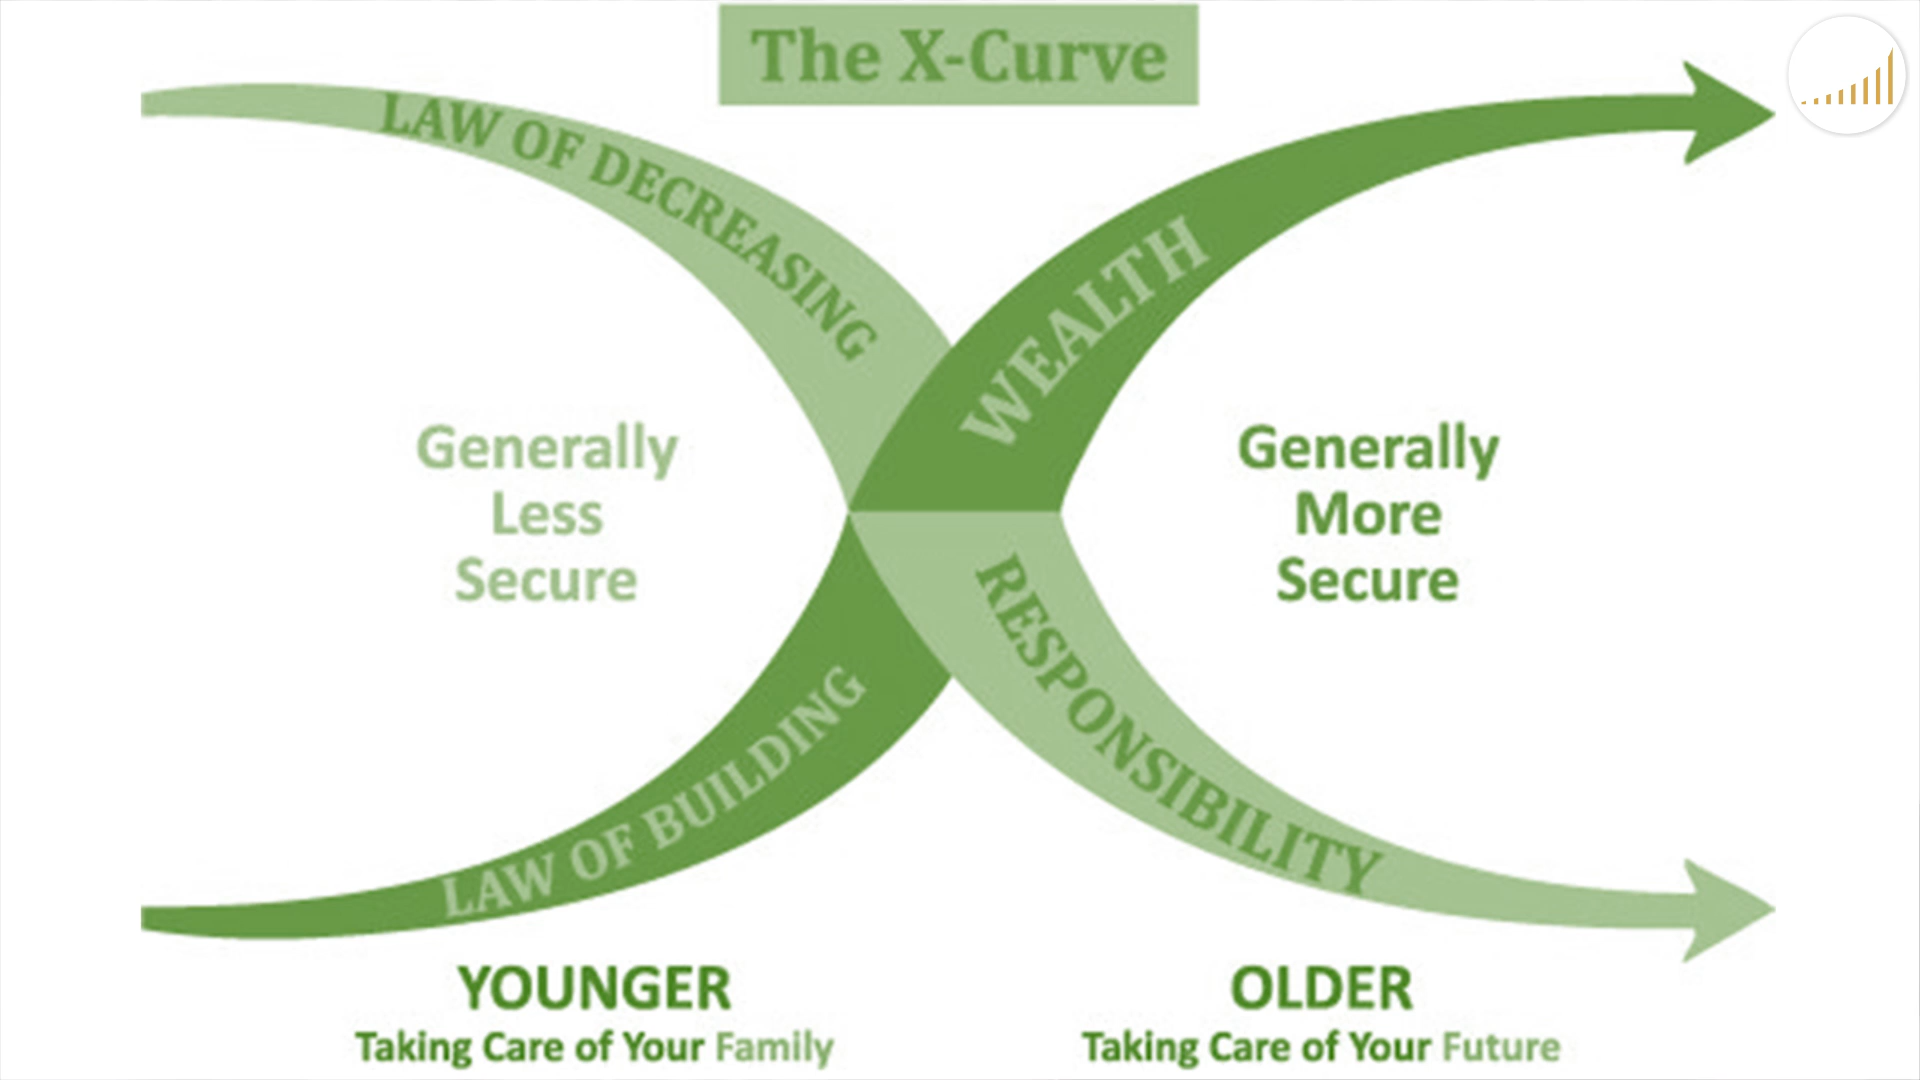 The X-Curve
LAW OF DECREASING
WEALTH
Generally
Less
Secure
Generally
More
Secure
RESPONSIBILITY
LAW OF BUILDING
YOUNGER
Taking Care of Your Family
OLDER
Taking Care of Your Future